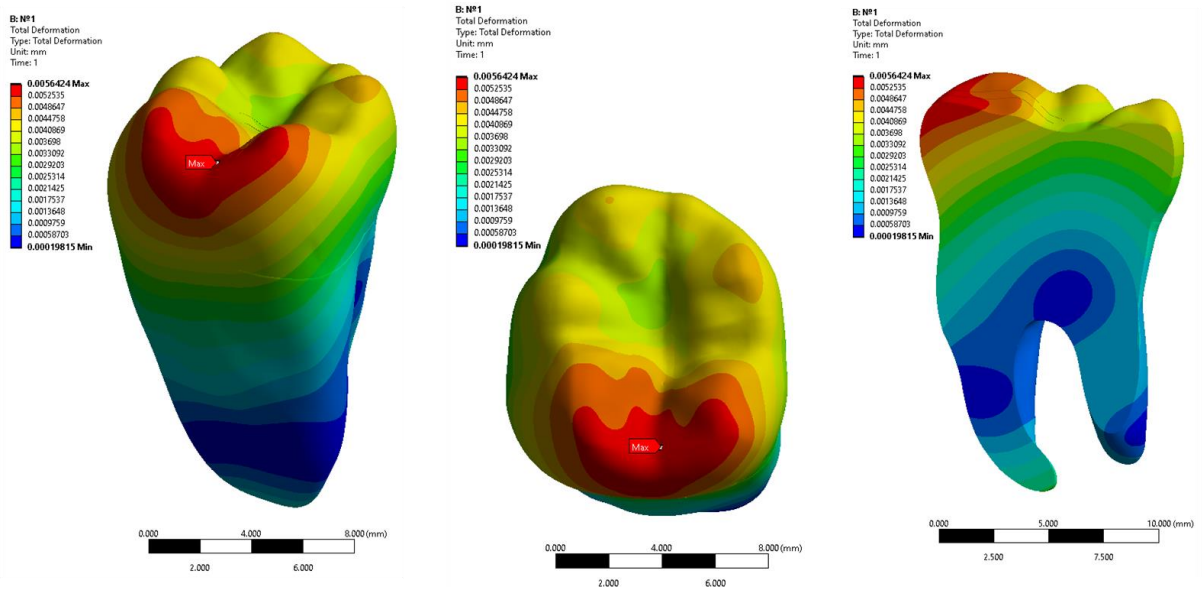 B: №1
Total Deformation
Type: Total Deformation
Unit: mm
Time: 1
0.0056424 Max
0.0052535
0.0048647
0.0044758
0.0040869
0.003698
0.0033092
0.0029203
0.0025314
0.0021425
0.0017537
0.0013648
0.0009759
0.00058703
0.00019815 Min
Max
0.000 4.000 8.000 (mm)
2.000 6.000
B: №1
Total Deformation
Type: Total Deformation
Unit: mm
Time: 1
0.0056424 Max
0.0052535
0.0048647
0.0044758
0.0040869
0.003698
0.0033092
0.0029203
0.0025314
0.0021425
0.0017537
0.0013648
0.0009759
0.00058703
0.00019815 Min
Max
0.000 4.000 8.000 (mm)
2.000 6.000
B: №1
Total Deformation
Type: Total Deformation
Unit: mm
Time: 1
0.0056424 Max
0.0052535
0.0048647
0.0044758
0.0040869
0.003698
0.0033092
0.0029203
0.0025314
0.0021425
0.0017537
0.0013648
0.0009759
0.00058703
0.00019815 Min
0.000 5.000 10.000 (mm)
2.500 7.500